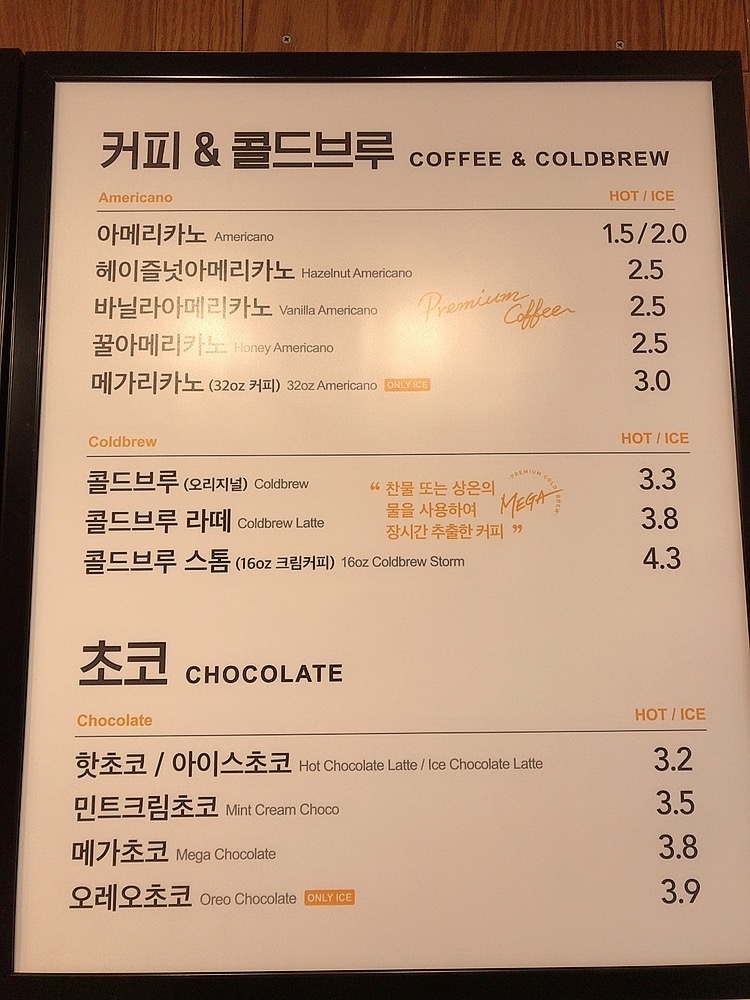 커피 & 콜드브루 COFFEE & COLDBREW
Americano HOT / ICE
아메리카노 Americano 1.5 / 2.0
헤이즐넛아메리카노 Hazelnut Americano 2.5
바닐라아메리카노 Vanilla Americano 2.5
Premium
Coffee
꿀아메리카노 Honey Americano 2.5
메가리카노 (32oz 커피) 32oz Americano ONLY ICE 3.0
Coldbrew HOT / ICE
콜드브루 (오리지널) Coldbrew 3.3
콜드브루 라떼 Coldbrew Latte 3.8
콜드브루 스톰 (16oz 크림커피) 16oz Coldbrew Storm 4.3
“ 찬물 또는 상온의
물을 사용하여
장시간 추출한 커피 ”
PREMIUM COLD BREW
MEGA
초코 CHOCOLATE
Chocolate HOT / ICE
핫초코 / 아이스초코 Hot Chocolate Latte / Ice Chocolate Latte 3.2
민트크림초코 Mint Cream Choco 3.5
메가초코 Mega Chocolate 3.8
오레오초코 Oreo Chocolate ONLY ICE 3.9